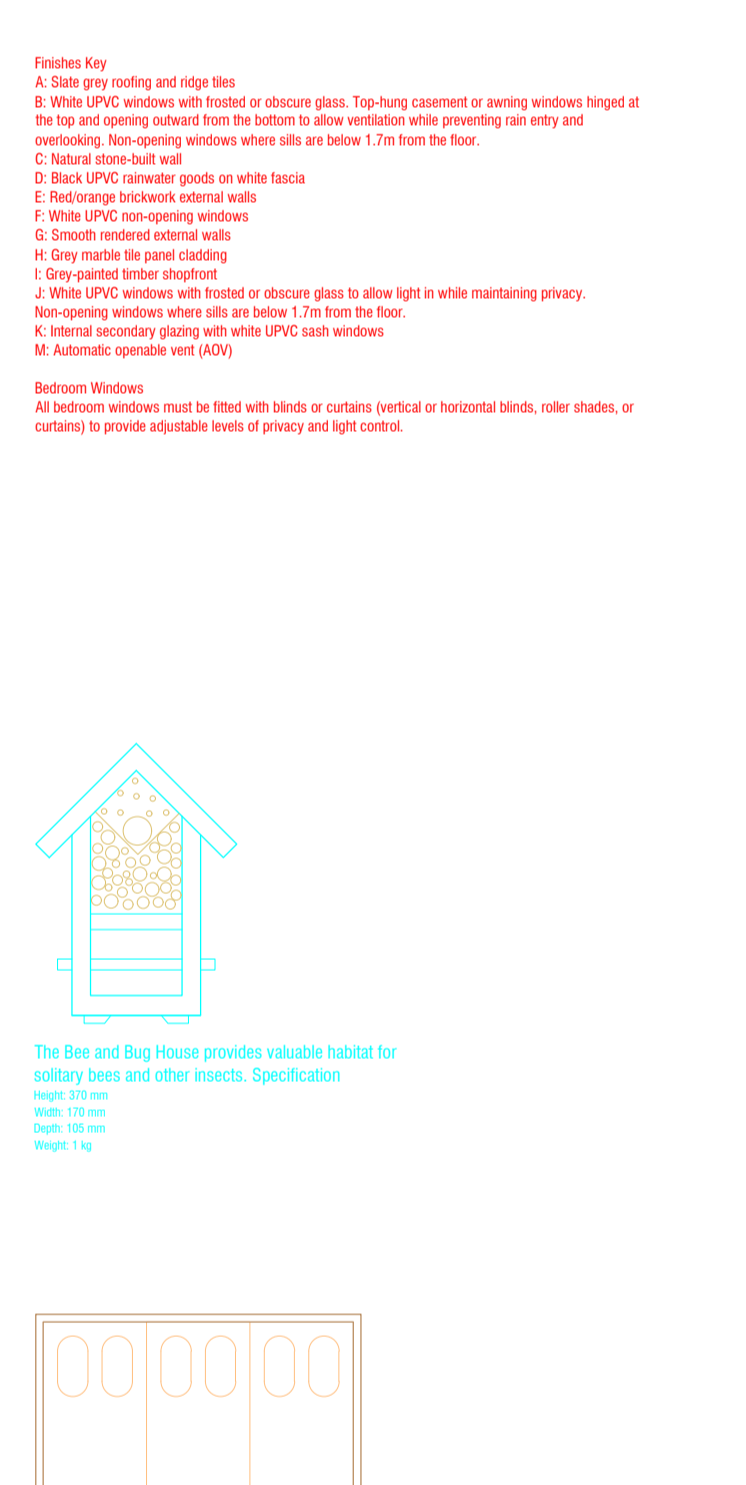 Finishes Key
A: Slate grey roofing and ridge tiles
B: White UPVC windows with frosted or obscure glass. Top-hung casement or awning windows hinged at
the top and opening outward from the bottom to allow ventilation while preventing rain entry and
overlooking. Non-opening windows where sills are below 1.7m from the floor.
C: Natural stone-built wall
D: Black UPVC rainwater goods on white fascia
E: Red/orange brickwork external walls
F: White UPVC non-opening windows
G: Smooth rendered external walls
H: Grey marble tile panel cladding
I: Grey-painted timber shopfront
J: White UPVC windows with frosted or obscure glass to allow light in while maintaining privacy.
Non-opening windows where sills are below 1.7m from the floor.
K: Internal secondary glazing with white UPVC sash windows
M: Automatic openable vent (AOV)
Bedroom Windows
All bedroom windows must be fitted with blinds or curtains (vertical or horizontal blinds, roller shades, or
curtains) to provide adjustable levels of privacy and light control.
The Bee and Bug House provides valuable habitat for
solitary bees and other insects. Specification
Height: 370 mm
Width: 170 mm
Depth: 105 mm
Weight: 1 kg